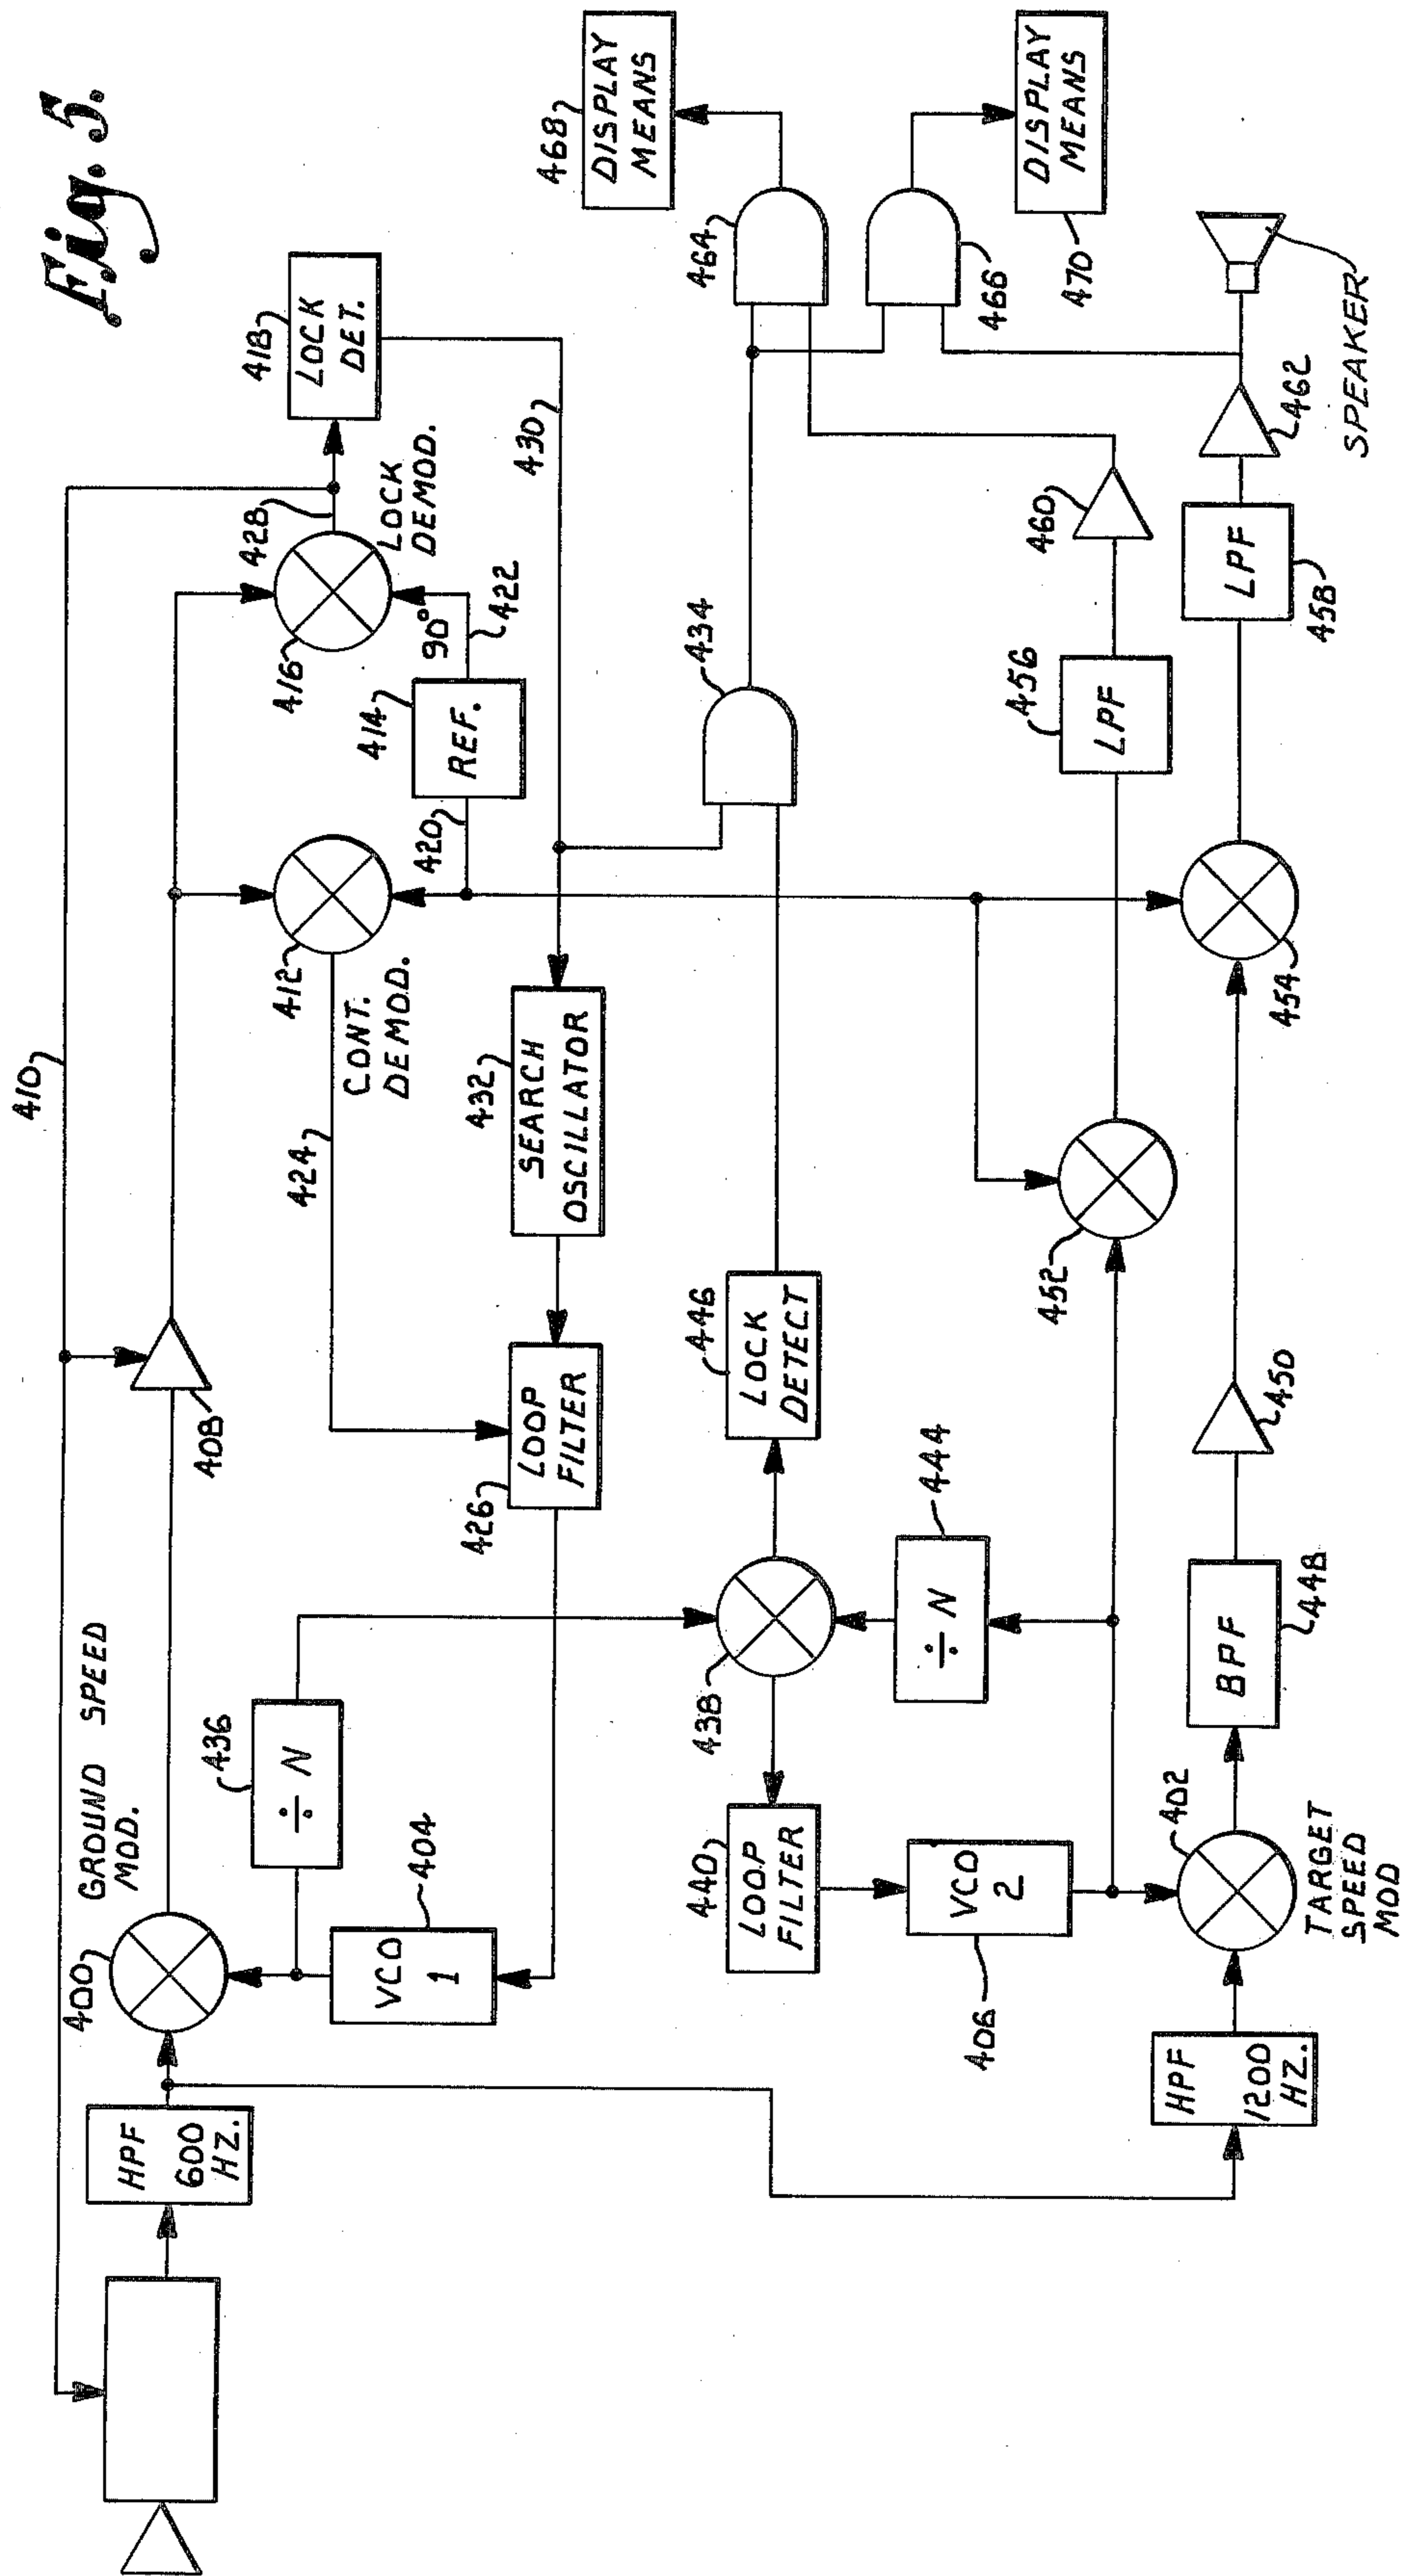 Fig. 5.
410
GROUND SPEED
MOD.
400
HPF
600
HZ.
408
412
CONT.
DEMOD.
416
428
LOCK
DEMOD.
418
LOCK
DET.
414
REF.
90°
420
422
424
430
404
VCO
1
436
÷ N
426
LOOP
FILTER
432
SEARCH
OSCILLATOR
434
438
440
LOOP
FILTER
446
LOCK
DETECT
444
÷ N
406
VCO
2
HPF
1200
HZ.
402
TARGET
SPEED
MOD
448
BPF
450
452
454
456
LPF
458
LPF
460
462
464
466
468
DISPLAY
MEANS
470
DISPLAY
MEANS
SPEAKER